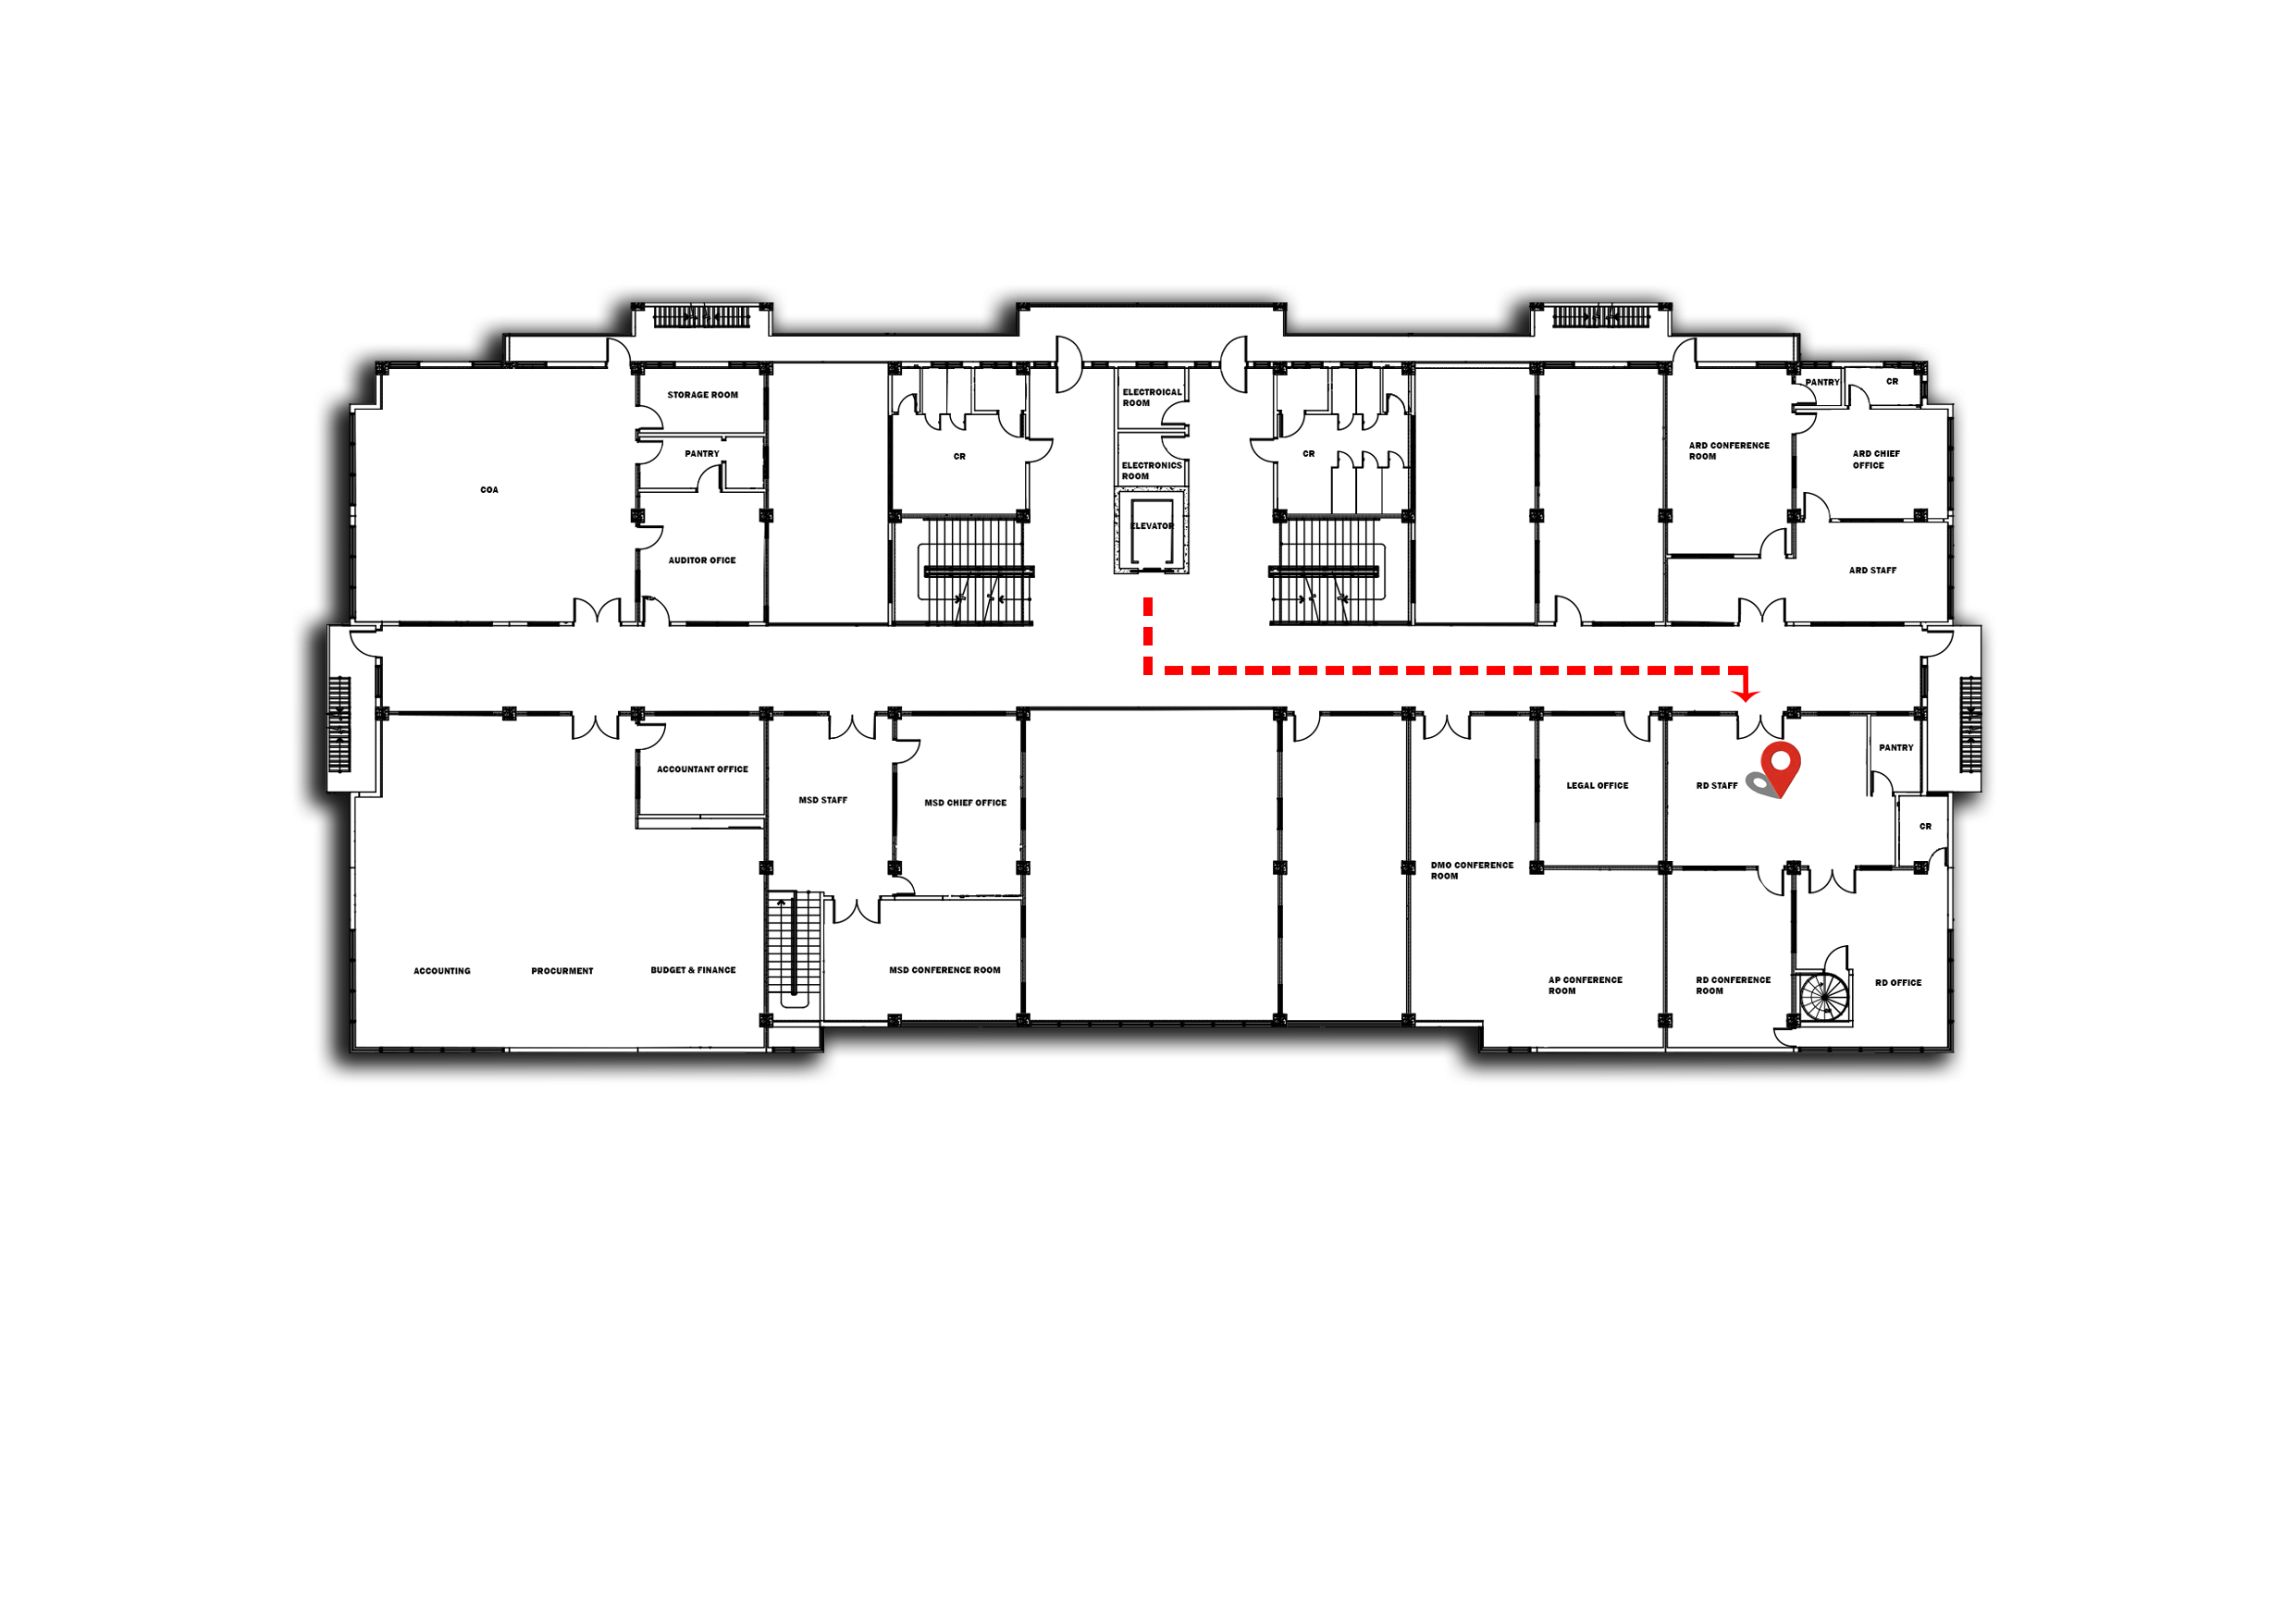 STORAGE ROOM
PANTRY
COA
AUDITOR OFICE
CR
ELECTROICAL
ROOM
ELECTRONICS
ROOM
ELEVATOR
CR
ARD CONFERENCE
ROOM
PANTRY
CR
ARD CHIEF
OFFICE
ARD STAFF
ACCOUNTANT OFFICE
MSD STAFF
MSD CHIEF OFFICE
ACCOUNTING
PROCURMENT
BUDGET & FINANCE
MSD CONFERENCE ROOM
DMO CONFERENCE
ROOM
LEGAL OFFICE
RD STAFF
PANTRY
CR
AP CONFERENCE
ROOM
RD CONFERENCE
ROOM
RD OFFICE